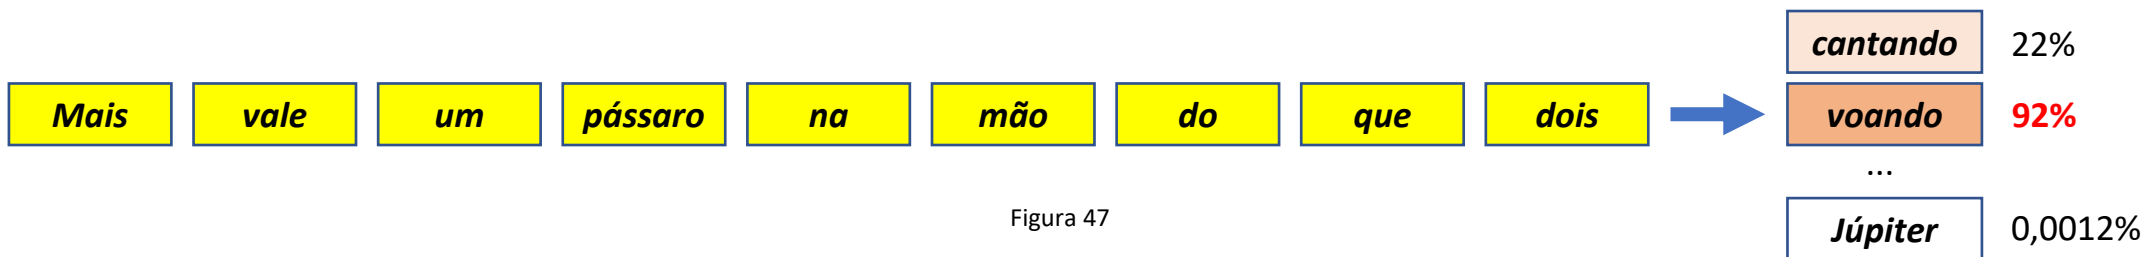 cantando 22%
Mais vale um pássaro na mão do que dois voando 92%
...
Figura 47
Júpiter 0,0012%